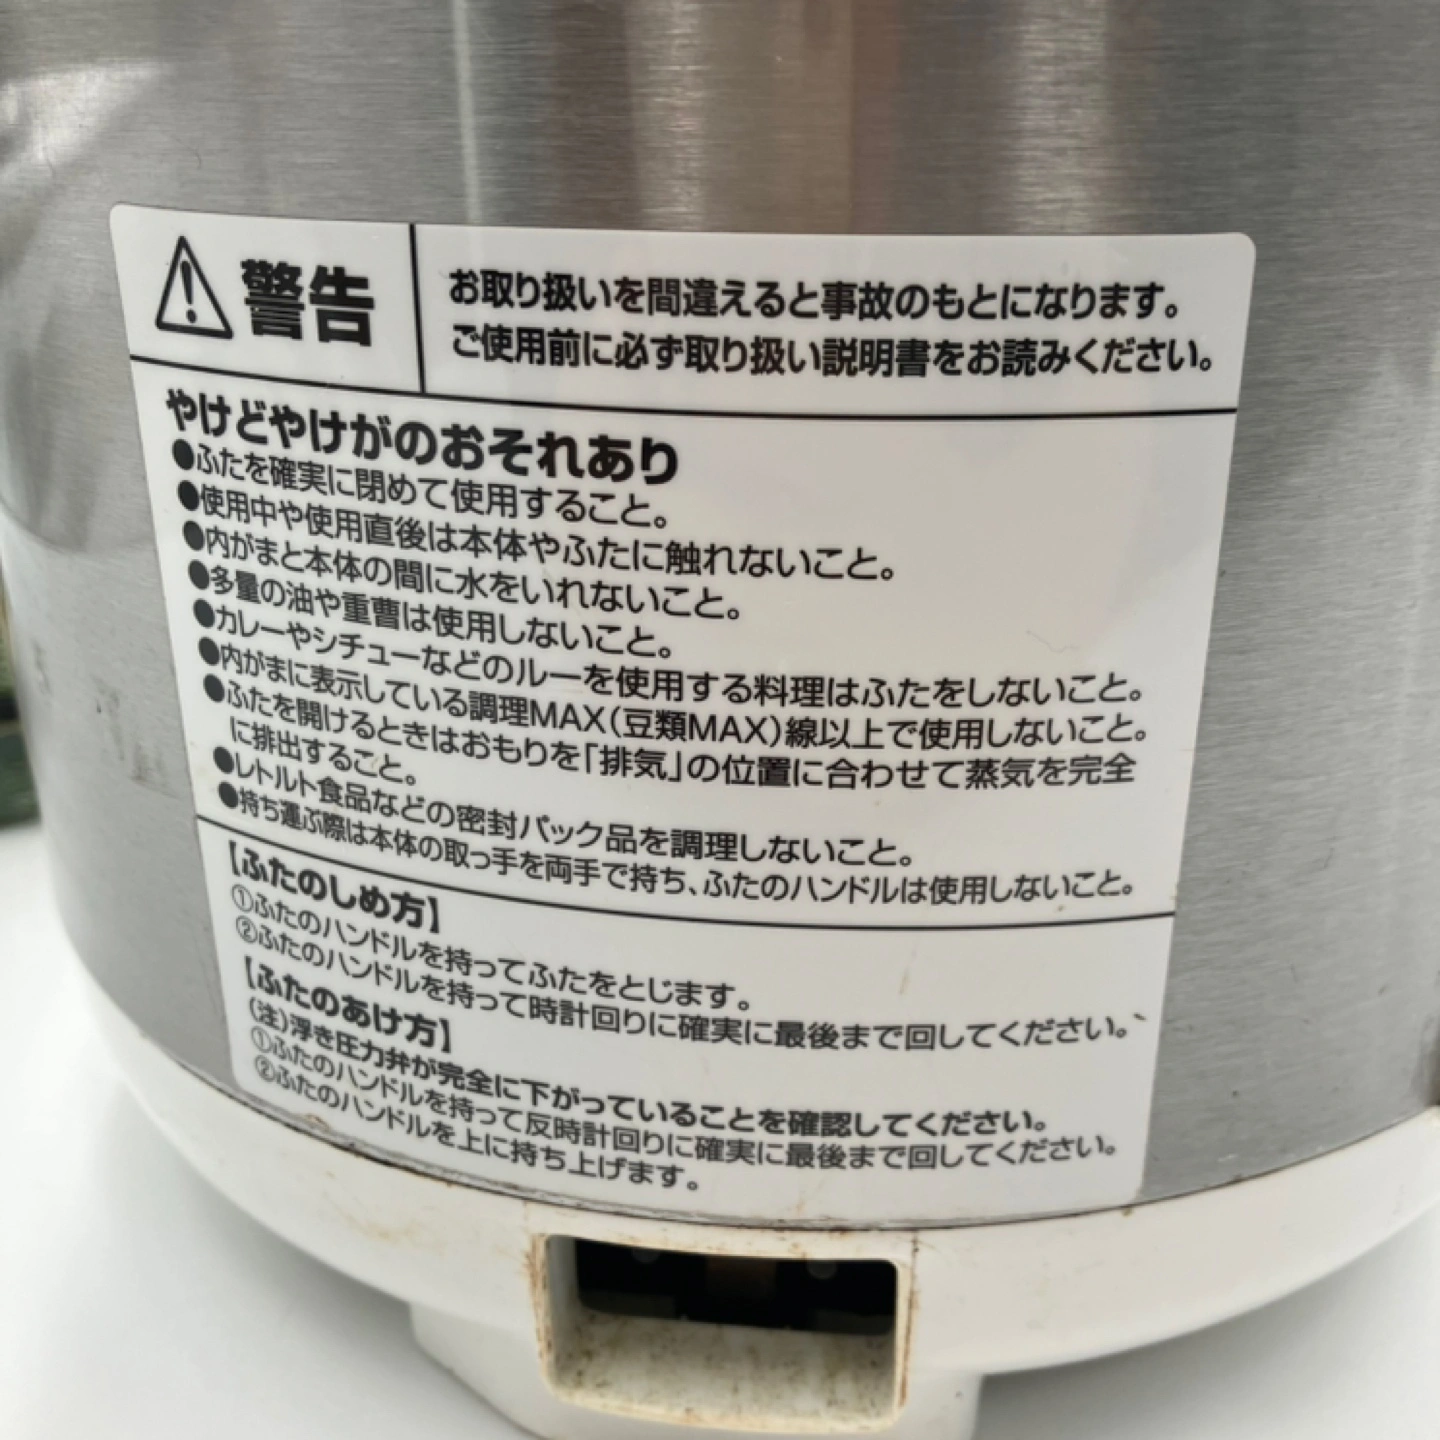 警告
お取り扱いを間違えると事故のもとになります。
ご使用前に必ず取り扱い説明書をお読みください。
やけどやけがのおそれあり
●ふたを確実に閉めて使用すること。
●使用中や使用直後は本体やふたに触れないこと。
●内がまと本体の間に水をいれないこと。
●多量の油や重曹は使用しないこと。
●カレーやシチューなどのルーを使用する料理はふたをしないこと。
●内がまに表示している調理MAX(豆類MAX)線以上で使用しないこと。
●ふたを開けるときはおもりを「排気」の位置に合わせて蒸気を完全
に排出すること。
●レトルト食品などの密封パック品を調理しないこと。
●持ち運ぶ際は本体の取っ手を両手で持ち、ふたのハンドルは使用しないこと。
【ふたのしめ方】
①ふたのハンドルを持ってふたをとじます。
②ふたのハンドルを持って時計回りに確実に最後まで回してください。
【ふたのあけ方】
(注)浮き圧力弁が完全に下がっていることを確認してください。
①ふたのハンドルを持って反時計回りに確実に最後まで回してください。
②ふたのハンドルを上に持ち上げます。